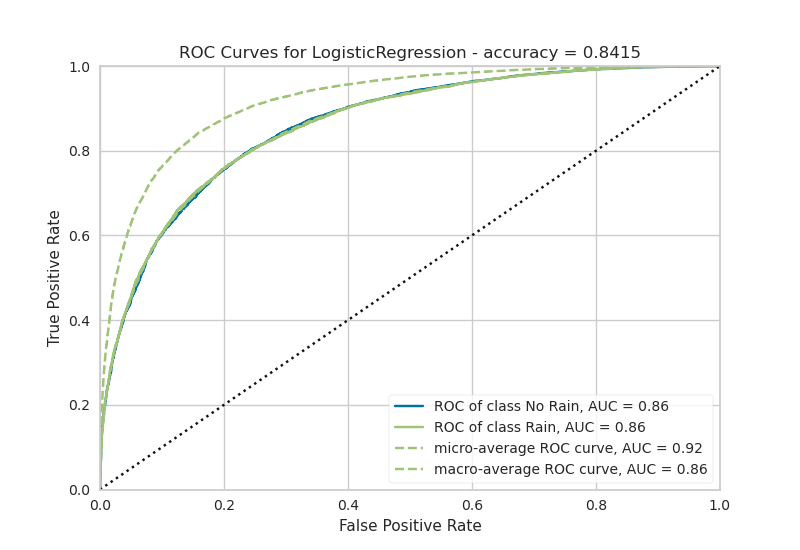 ROC Curves for LogisticRegression - accuracy = 0.8415
1.0
0.8
0.6
0.4
0.2
0.0
True Positive Rate
ROC of class No Rain, AUC = 0.86
ROC of class Rain, AUC = 0.86
micro-average ROC curve, AUC = 0.92
macro-average ROC curve, AUC = 0.86
0.0 0.2 0.4 0.6 0.8 1.0
False Positive Rate